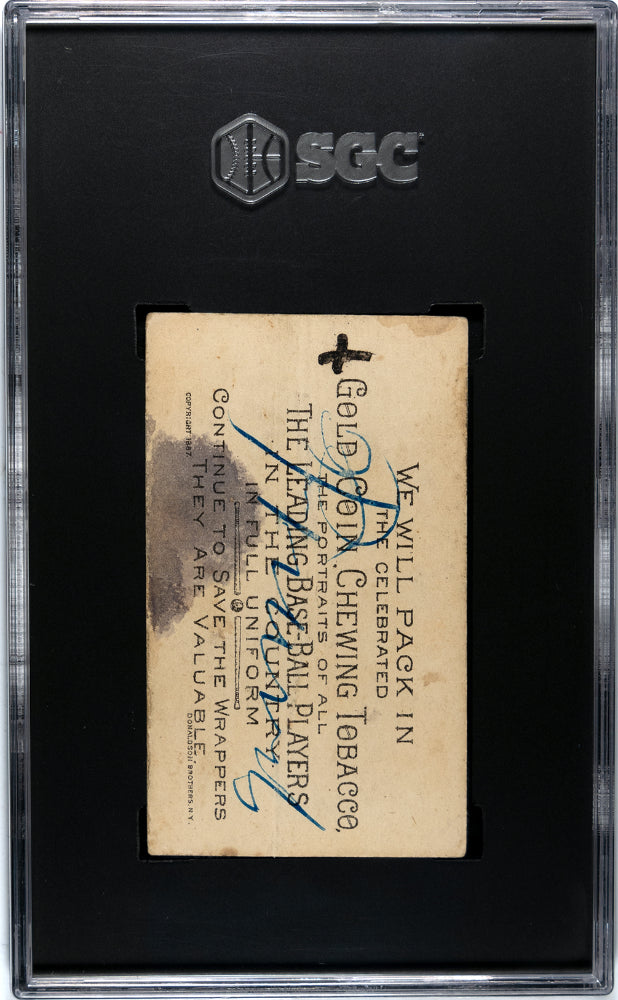 SGC
WE WILL PACK IN
THE CELEBRATED
GOLD COIN CHEWING TOBACCO,
THE PORTRAITS OF ALL
THE LEADING BASE BALL PLAYERS
IN THE COUNTRY.
IN FULL UNIFORM
CONTINUE TO SAVE THE WRAPPERS
THEY ARE VALUABLE
COPYRIGHT 1887.
DONALDSON BROTHERS, N.Y.